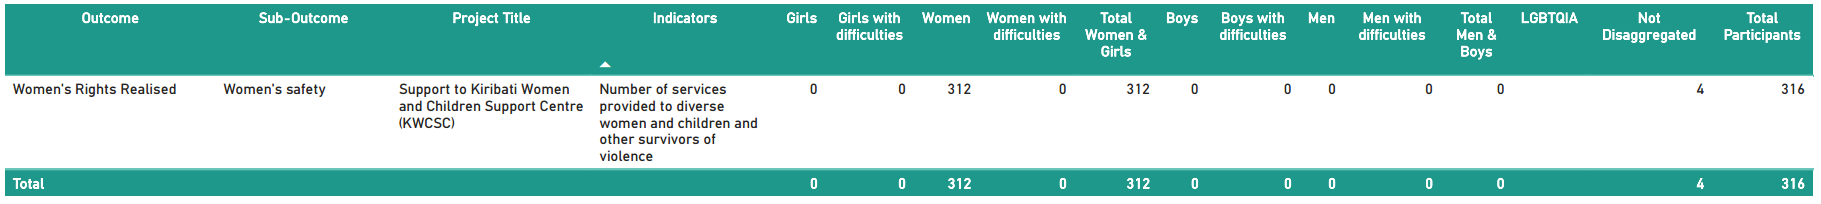 Outcome Sub-Outcome Project Title Indicators Girls Girls with difficulties Women Women with difficulties Total Women & Girls Boys Boys with difficulties Men Men with difficulties Total Men & Boys LGBTQIA Not Disaggregated Total Participants
Women's Rights Realised Women's safety Support to Kiribati Women Number of services 0 0 312 0 312 0 0 0 0 0 4 316
and Children Support Centre provided to diverse
(KWCSC) women and children and
other survivors of
violence
Total 0 0 312 0 312 0 0 0 0 0 4 316